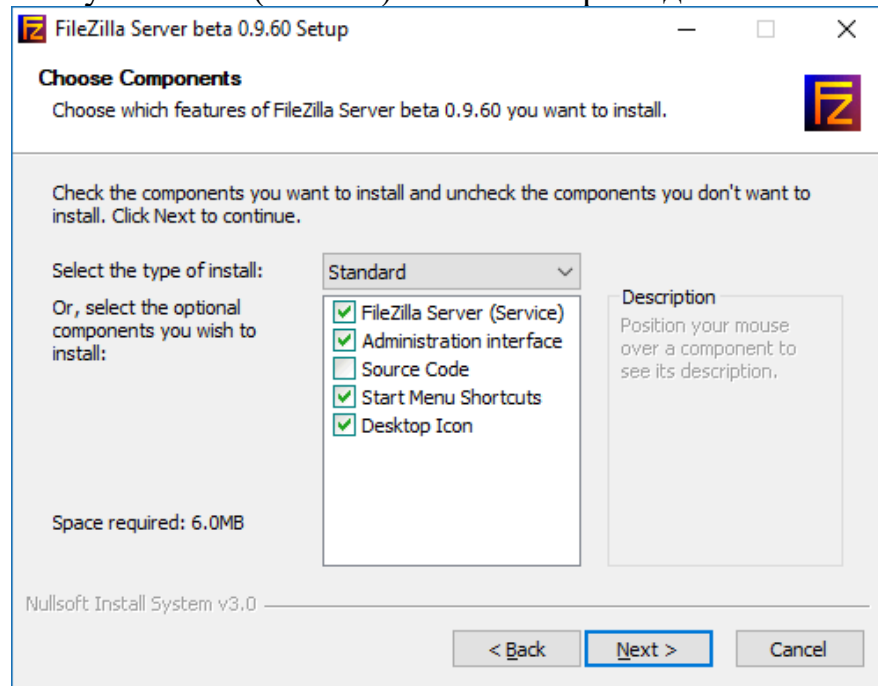 FileZilla Server beta 0.9.60 Setup
Choose Components
Choose which features of FileZilla Server beta 0.9.60 you want to install.
Check the components you want to install and uncheck the components you don't want to
install. Click Next to continue.
Select the type of install:
Standard
Or, select the optional
components you wish to
install:
FileZilla Server (Service)
Administration interface
Source Code
Start Menu Shortcuts
Desktop Icon
Description
Position your mouse
over a component to
see its description.
Space required: 6.0MB
Nullsoft Install System v3.0
< Back
Next >
Cancel